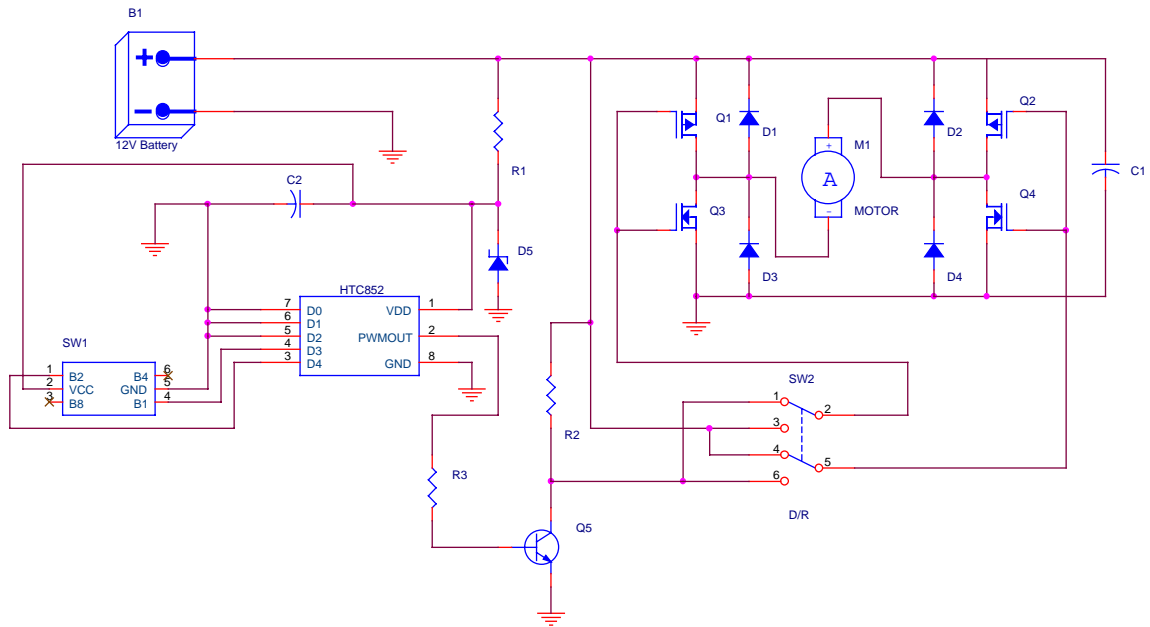 B1
+
-
12V Battery
R1
C2
D5
HTC852
7 D0 VDD 1
6 D1
5 D2 PWMOUT 2
4 D3
3 D4 GND 8
SW1
1 B2 B4 6
2 VCC GND 5
3 B8 B1 4
R3
R2
Q5
Q1
D1
Q3
D3
M1
+
A
-
MOTOR
D2
Q2
D4
Q4
C1
SW2
1
2
3
4
5
6
D/R